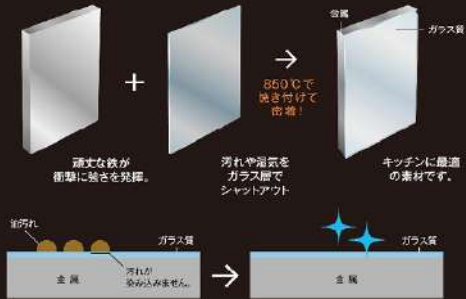 金属
ガラス質
850℃で
焼き付けて
密着!
頑丈な鉄が
衝撃に強さを発揮。
汚れや湿気を
ガラス層で
シャットアウト
キッチンに最適
の素材です。
油汚れ
ガラス質
汚れが
染み込みません。
金属
ガラス質
金属